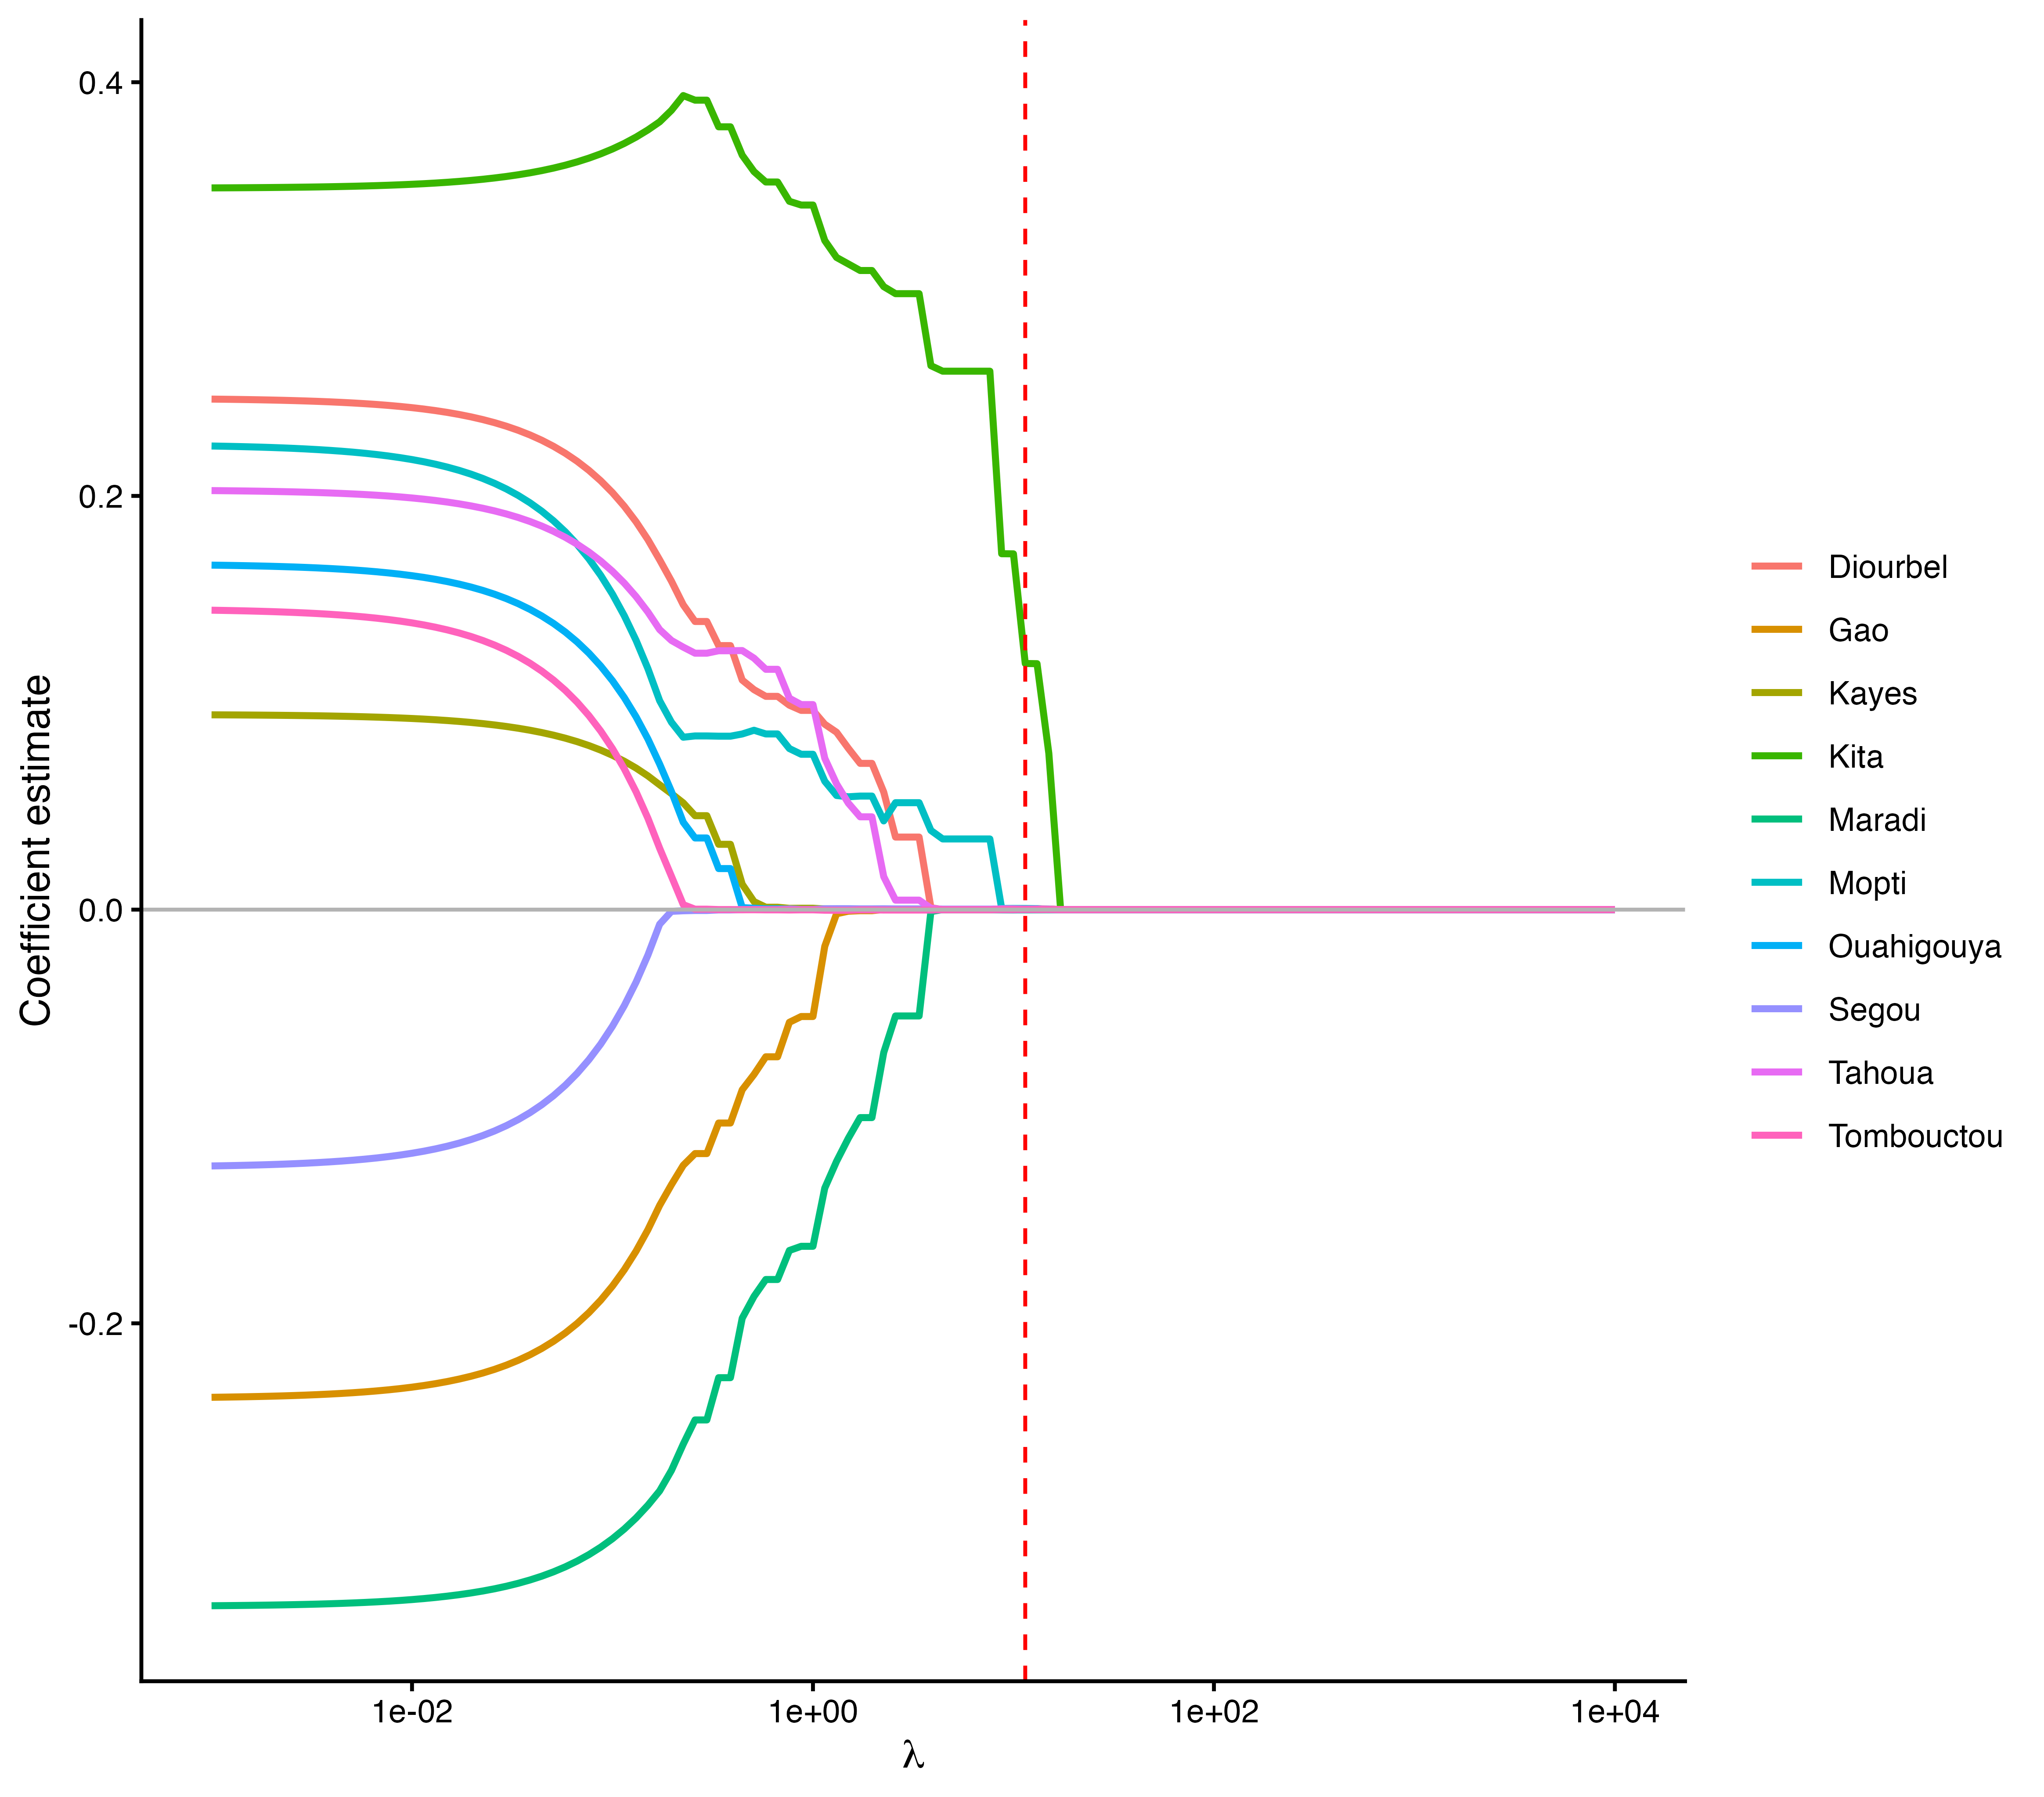 Coefficient estimate
0.4
0.2
0.0
-0.2
1e-02
1e+00
1e+02
1e+04
λ
Diourbel
Gao
Kayes
Kita
Maradi
Mopti
Ouahigouya
Segou
Tahoua
Tombouctou